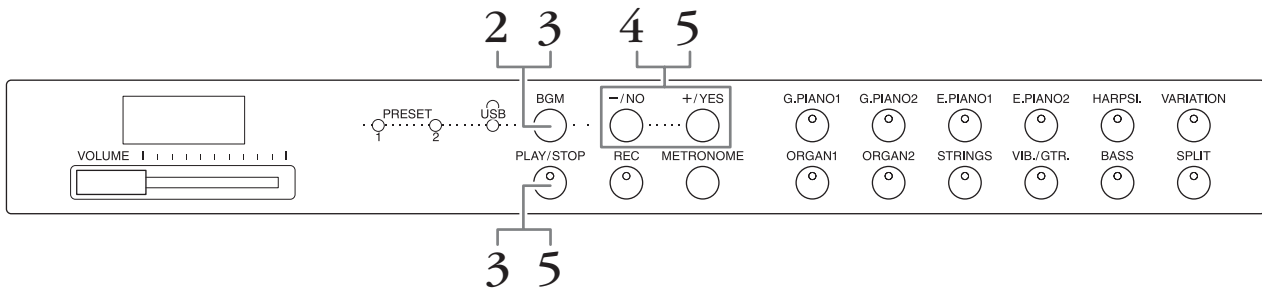 2 3 4 5
BGM −/NO +/YES G.PIANO1 G.PIANO2 E.PIANO1 E.PIANO2 HARPSI. VARIATION
PRESET USB
1 2
VOLUME PLAY/STOP REC METRONOME ORGAN1 ORGAN2 STRINGS VIB./GTR. BASS SPLIT
3 5